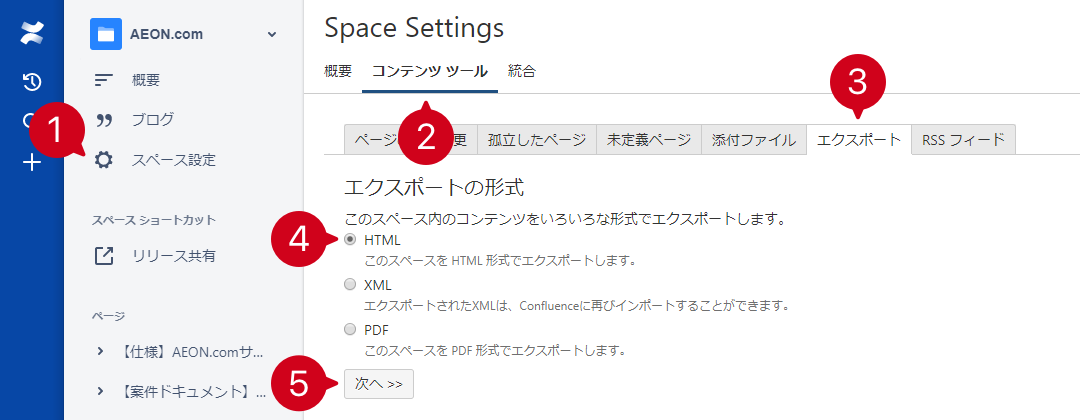 AEON.com
概要
ブログ
スペース設定
スペース ショートカット
リリース共有
ページ
【仕様】AEON.comサ...
【案件ドキュメント】...
1
Space Settings
概要 コンテンツ ツール 統合
2
3
ページ 更 孤立したページ 未定義ページ 添付ファイル エクスポート RSS フィード
エクスポートの形式
このスペース内のコンテンツをいろいろな形式でエクスポートします。
4
HTML
このスペースを HTML 形式でエクスポートします。
XML
エクスポートされたXMLは、Confluenceに再びインポートすることができます。
PDF
このスペースを PDF 形式でエクスポートします。
5
次へ >>